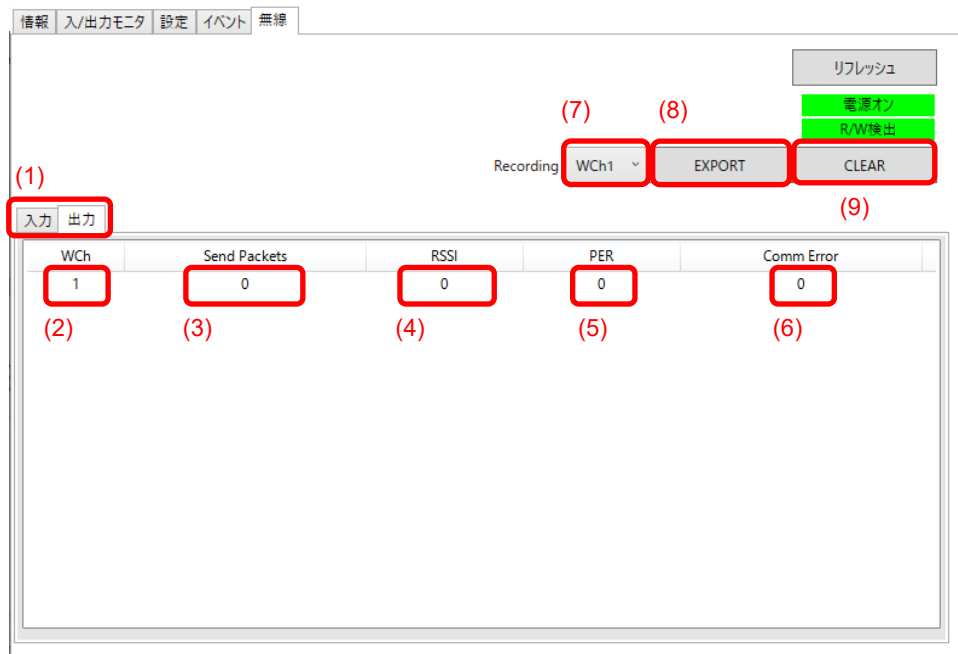 情報 入/出力モニタ 設定 イベント 無線
リフレッシュ
電源オン
R/W検出
(7) (8)
Recording WCh1 EXPORT CLEAR
(1)
(9)
入力 出力
WCh Send Packets RSSI PER Comm Error
1 0 0 0 0
(2) (3) (4) (5) (6)